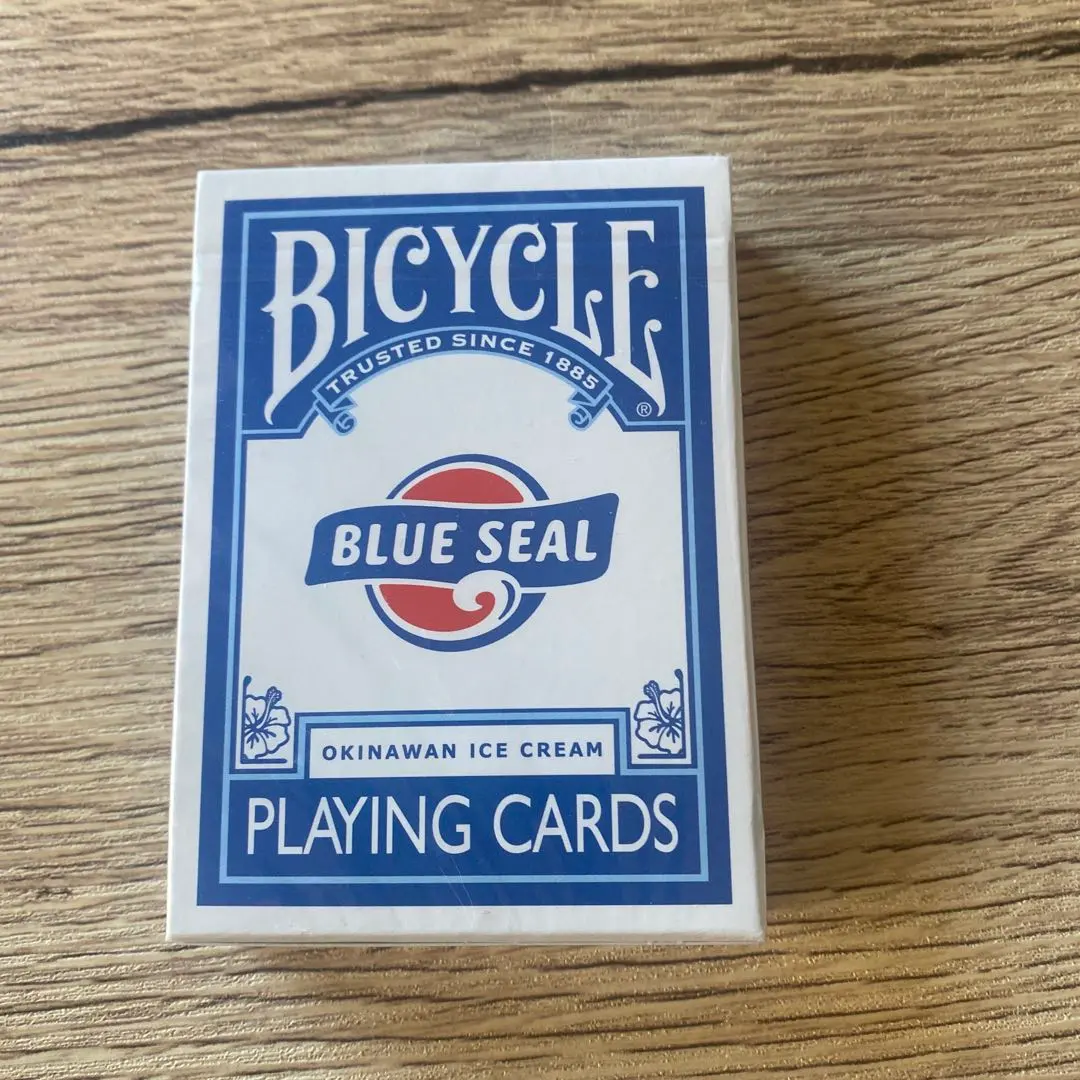 BICYCLE
®
TRUSTED SINCE 1885
BLUE SEAL
OKINAWAN ICE CREAM
PLAYING CARDS